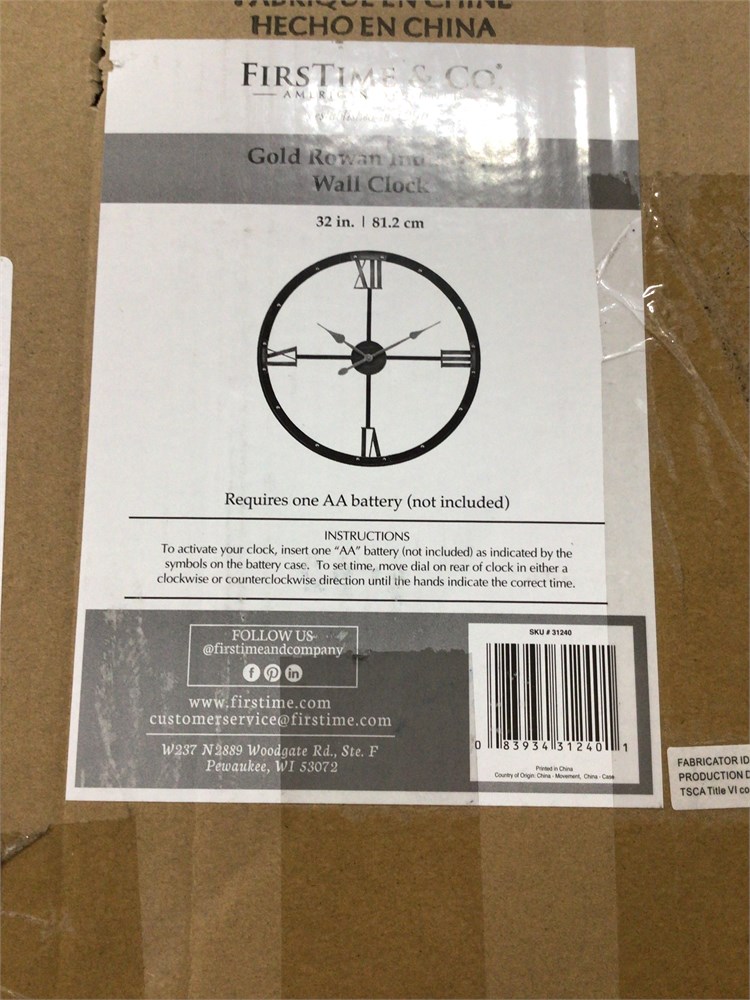 FABRIQUÉ EN CHINE
HECHO EN CHINA
FIRSTIME & CO.®
Gold Rowan
Wall Clock
32 in. | 81.2 cm
XII
III
VI
Requires one AA battery (not included)
INSTRUCTIONS
To activate your clock, insert one “AA” battery (not included) as indicated by the
symbols on the battery case. To set time, move dial on rear of clock in either a
clockwise or counterclockwise direction until the hands indicate the correct time.
FOLLOW US
@firstimeandcompany
www.firstime.com
customerservice@firstime.com
W237 N2889 Woodgate Rd., Ste. F
Pewaukee, WI 53072
SKU # 31240
0 83934 31240 1
Printed in China
Country of Origin: China - Movement, China - Case
FABRICATOR ID
PRODUCTION D
TSCA Title VI co